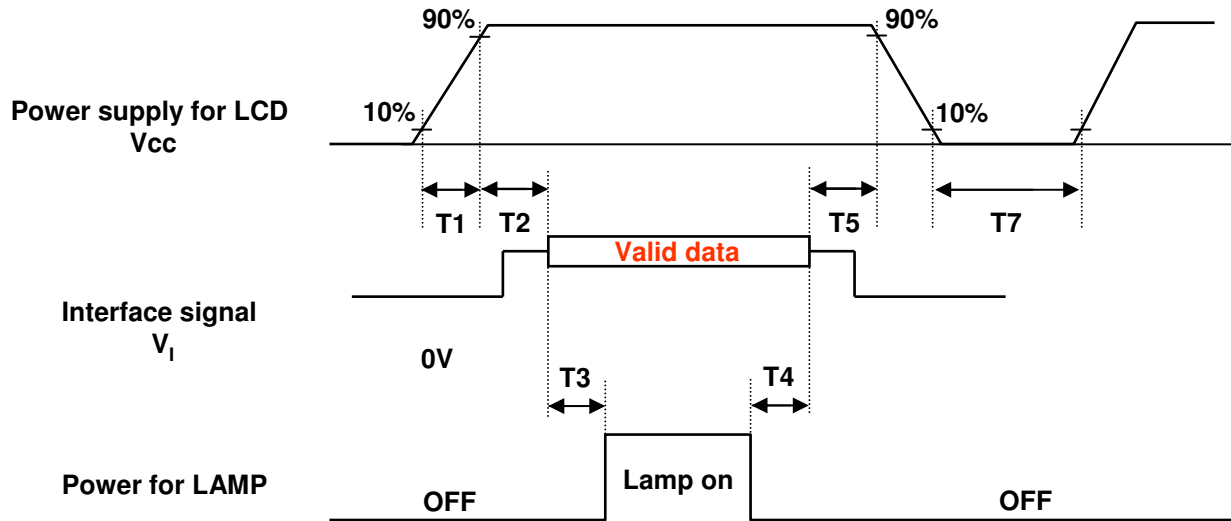 90%
90%
Power supply for LCD
Vcc
10%
10%
T1
T2
T5
T7
Valid data
Interface signal
VI
0V
T3
T4
Power for LAMP
OFF
Lamp on
OFF